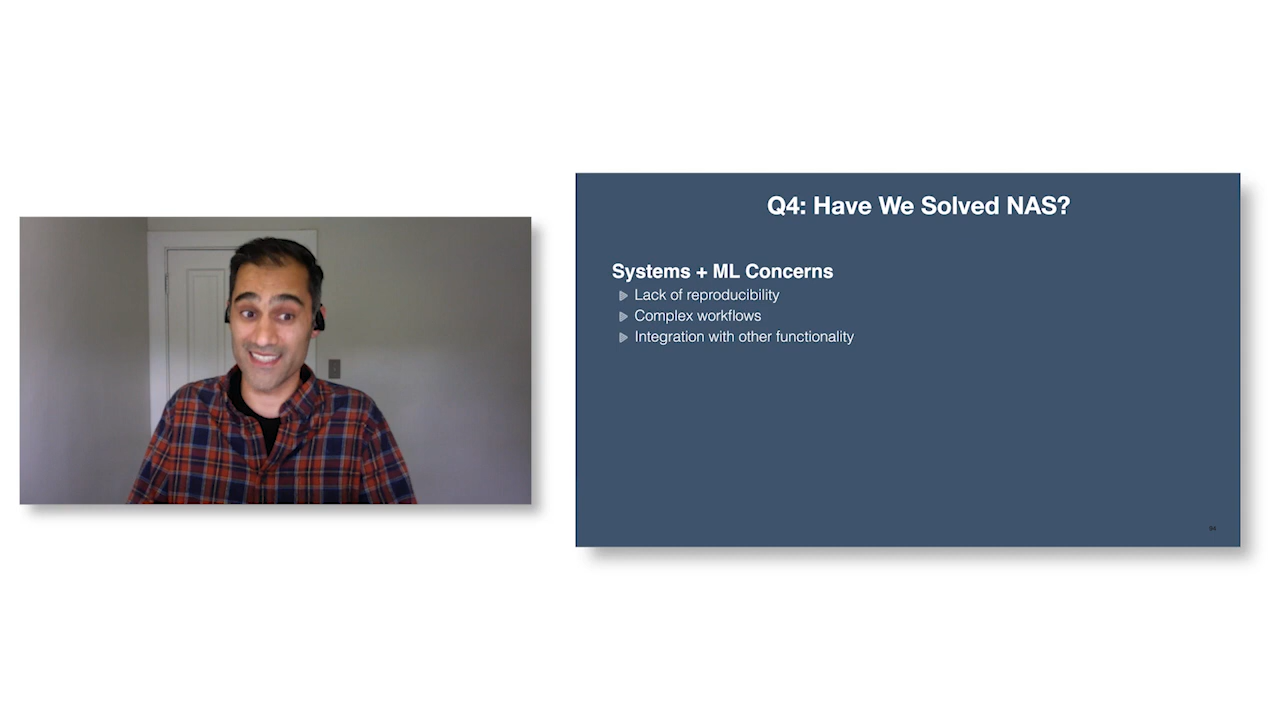 Q4: Have We Solved NAS?
Systems + ML Concerns
Lack of reproducibility
Complex workflows
Integration with other functionality